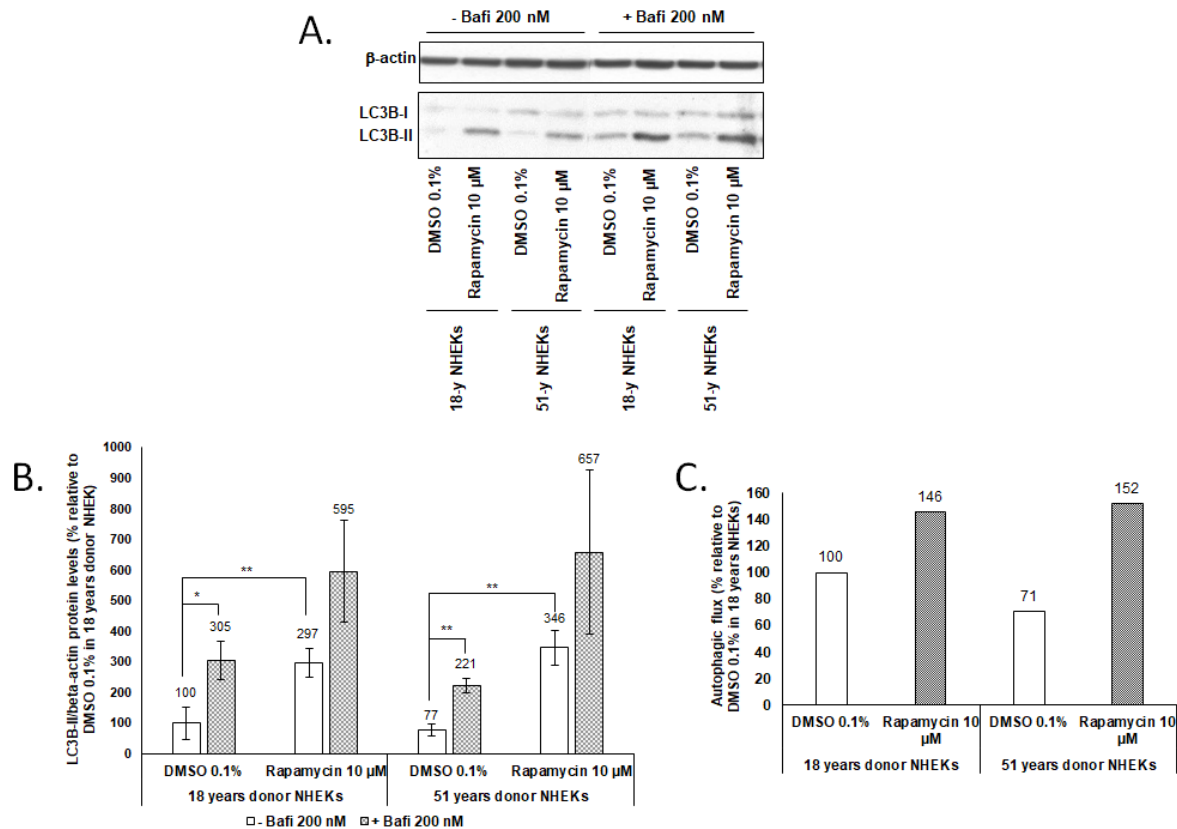 A.
- Bafi 200 nM + Bafi 200 nM
β-actin
LC3B-I
LC3B-II
DMSO 0.1%
Rapamycin 10 µM
DMSO 0.1%
Rapamycin 10 µM
DMSO 0.1%
Rapamycin 10 µM
DMSO 0.1%
Rapamycin 10 µM
18-y NHEKs
51-y NHEKs
18-y NHEKs
51-y NHEKs
B.
LC3B-II/beta-actin protein levels (% relative to
DMSO 0.1% in 18 years donor NHEK)
1000
900
800
700
600
500
400
300
200
100
0
100
*
305
**
297
595
77
**
221
**
346
657
DMSO 0.1% Rapamycin 10 µM DMSO 0.1% Rapamycin 10 µM
18 years donor NHEKs 51 years donor NHEKs
- Bafi 200 nM + Bafi 200 nM
C.
Autophagic flux (% relative to
DMSO 0.1% in 18 years NHEKs)
160
140
120
100
80
60
40
20
0
100
146
71
152
DMSO 0.1% Rapamycin 10 DMSO 0.1% Rapamycin 10
µM µM
18 years donor NHEKs 51 years donor NHEKs